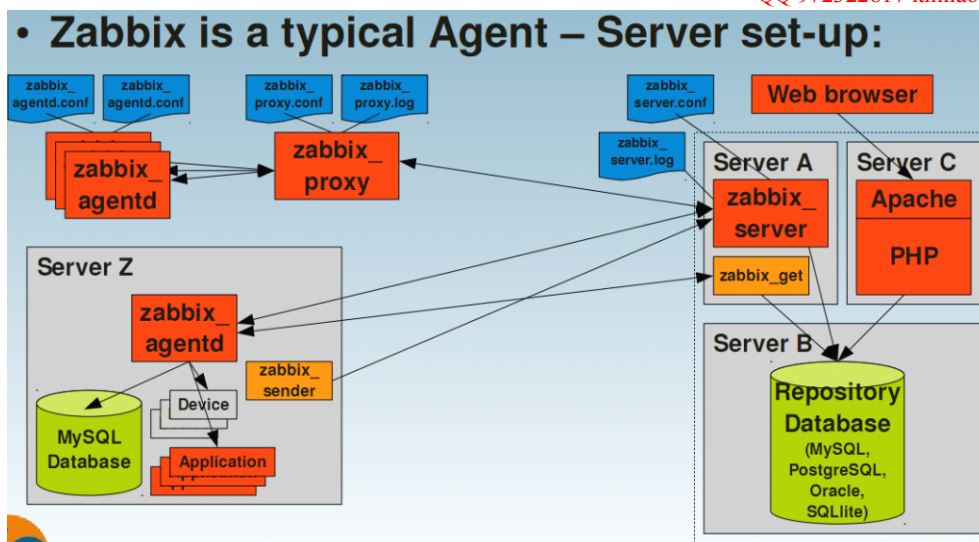 • Zabbix is a typical Agent – Server set-up:
zabbix_
agentd.conf
zabbix_
agentd.conf
zabbix_
proxy.conf
zabbix_
proxy.log
zabbix_
server.conf
Web browser
zabbix_
agentd
zabbix_
proxy
zabbix_
server.log
Server A
zabbix_
server
zabbix_get
Server C
Apache
PHP
Server Z
zabbix_
agentd
zabbix_
sender
MySQL
Database
Device
Application
Server B
Repository
Database
(MySQL,
PostgreSQL,
Oracle,
SQLlite)